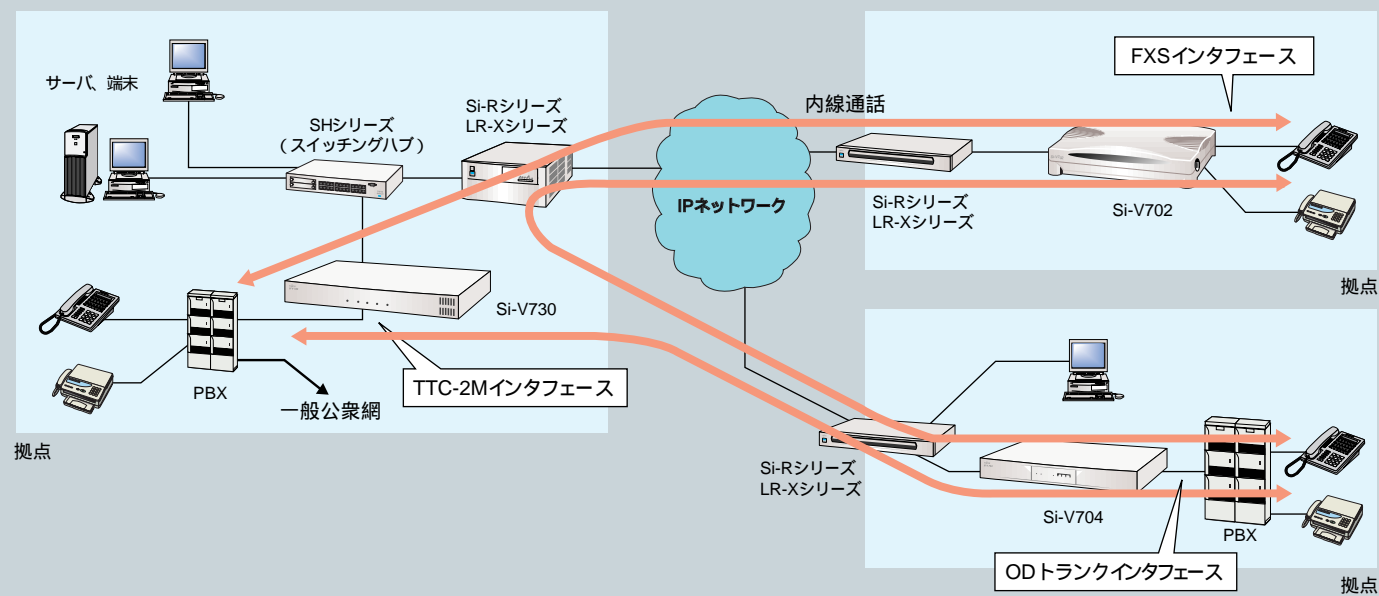 サーバ、端末
SHシリーズ
(スイッチングハブ)
Si-Rシリーズ
LR-Xシリーズ
Si-V730
PBX
TTC-2Mインタフェース
一般公衆網
拠点
IPネットワーク
内線通話
FXSインタフェース
Si-Rシリーズ
LR-Xシリーズ
Si-V702
拠点
Si-Rシリーズ
LR-Xシリーズ
Si-V704
PBX
ODトランクインタフェース
拠点